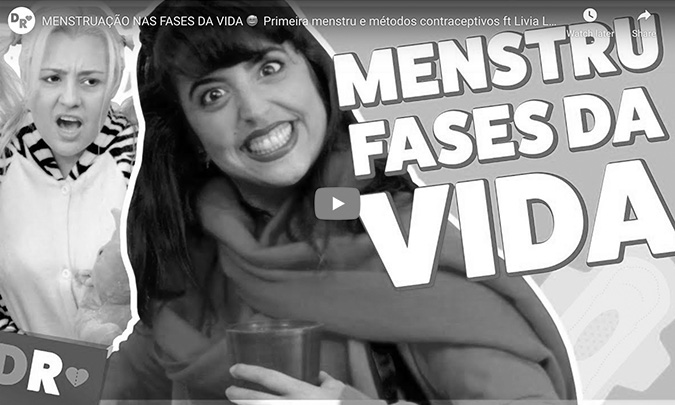 DR MENSTRUAÇÃO NAS FASES DA VIDA Primeira menstru e métodos contraceptivos ft Livia L...
Watch later
Share
MENSTRU
FASES DA
VIDA
DR